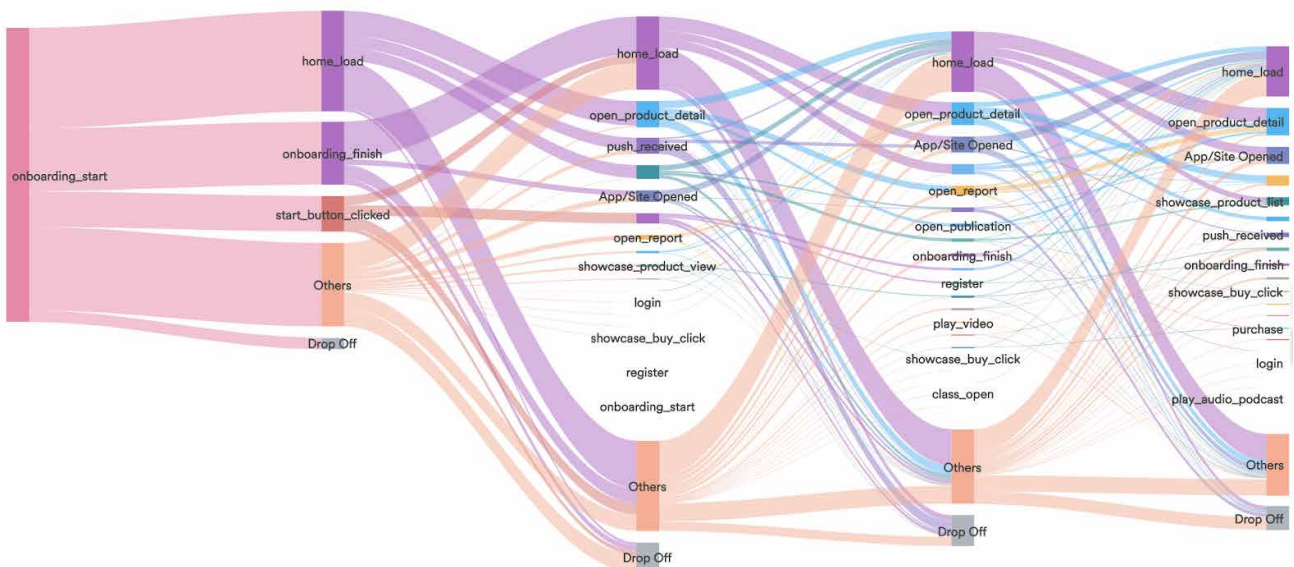 onboarding_start
home_load
onboarding_finish
start_button_clicked
Others
Drop Off
home_load
open_product_detail
push_received
App/Site Opened
open_report
showcase_product_view
login
showcase_buy_click
register
onboarding_start
Others
Drop Off
home_load
open_product_detail
App/Site Opened
open_report
open_publication
onboarding_finish
register
play_video
showcase_buy_click
class_open
Others
Drop Off
home_load
open_product_detail
App/Site Opened
showcase_product_list
push_received
onboarding_finish
showcase_buy_click
purchase
login
play_audio_podcast
Others
Drop Off